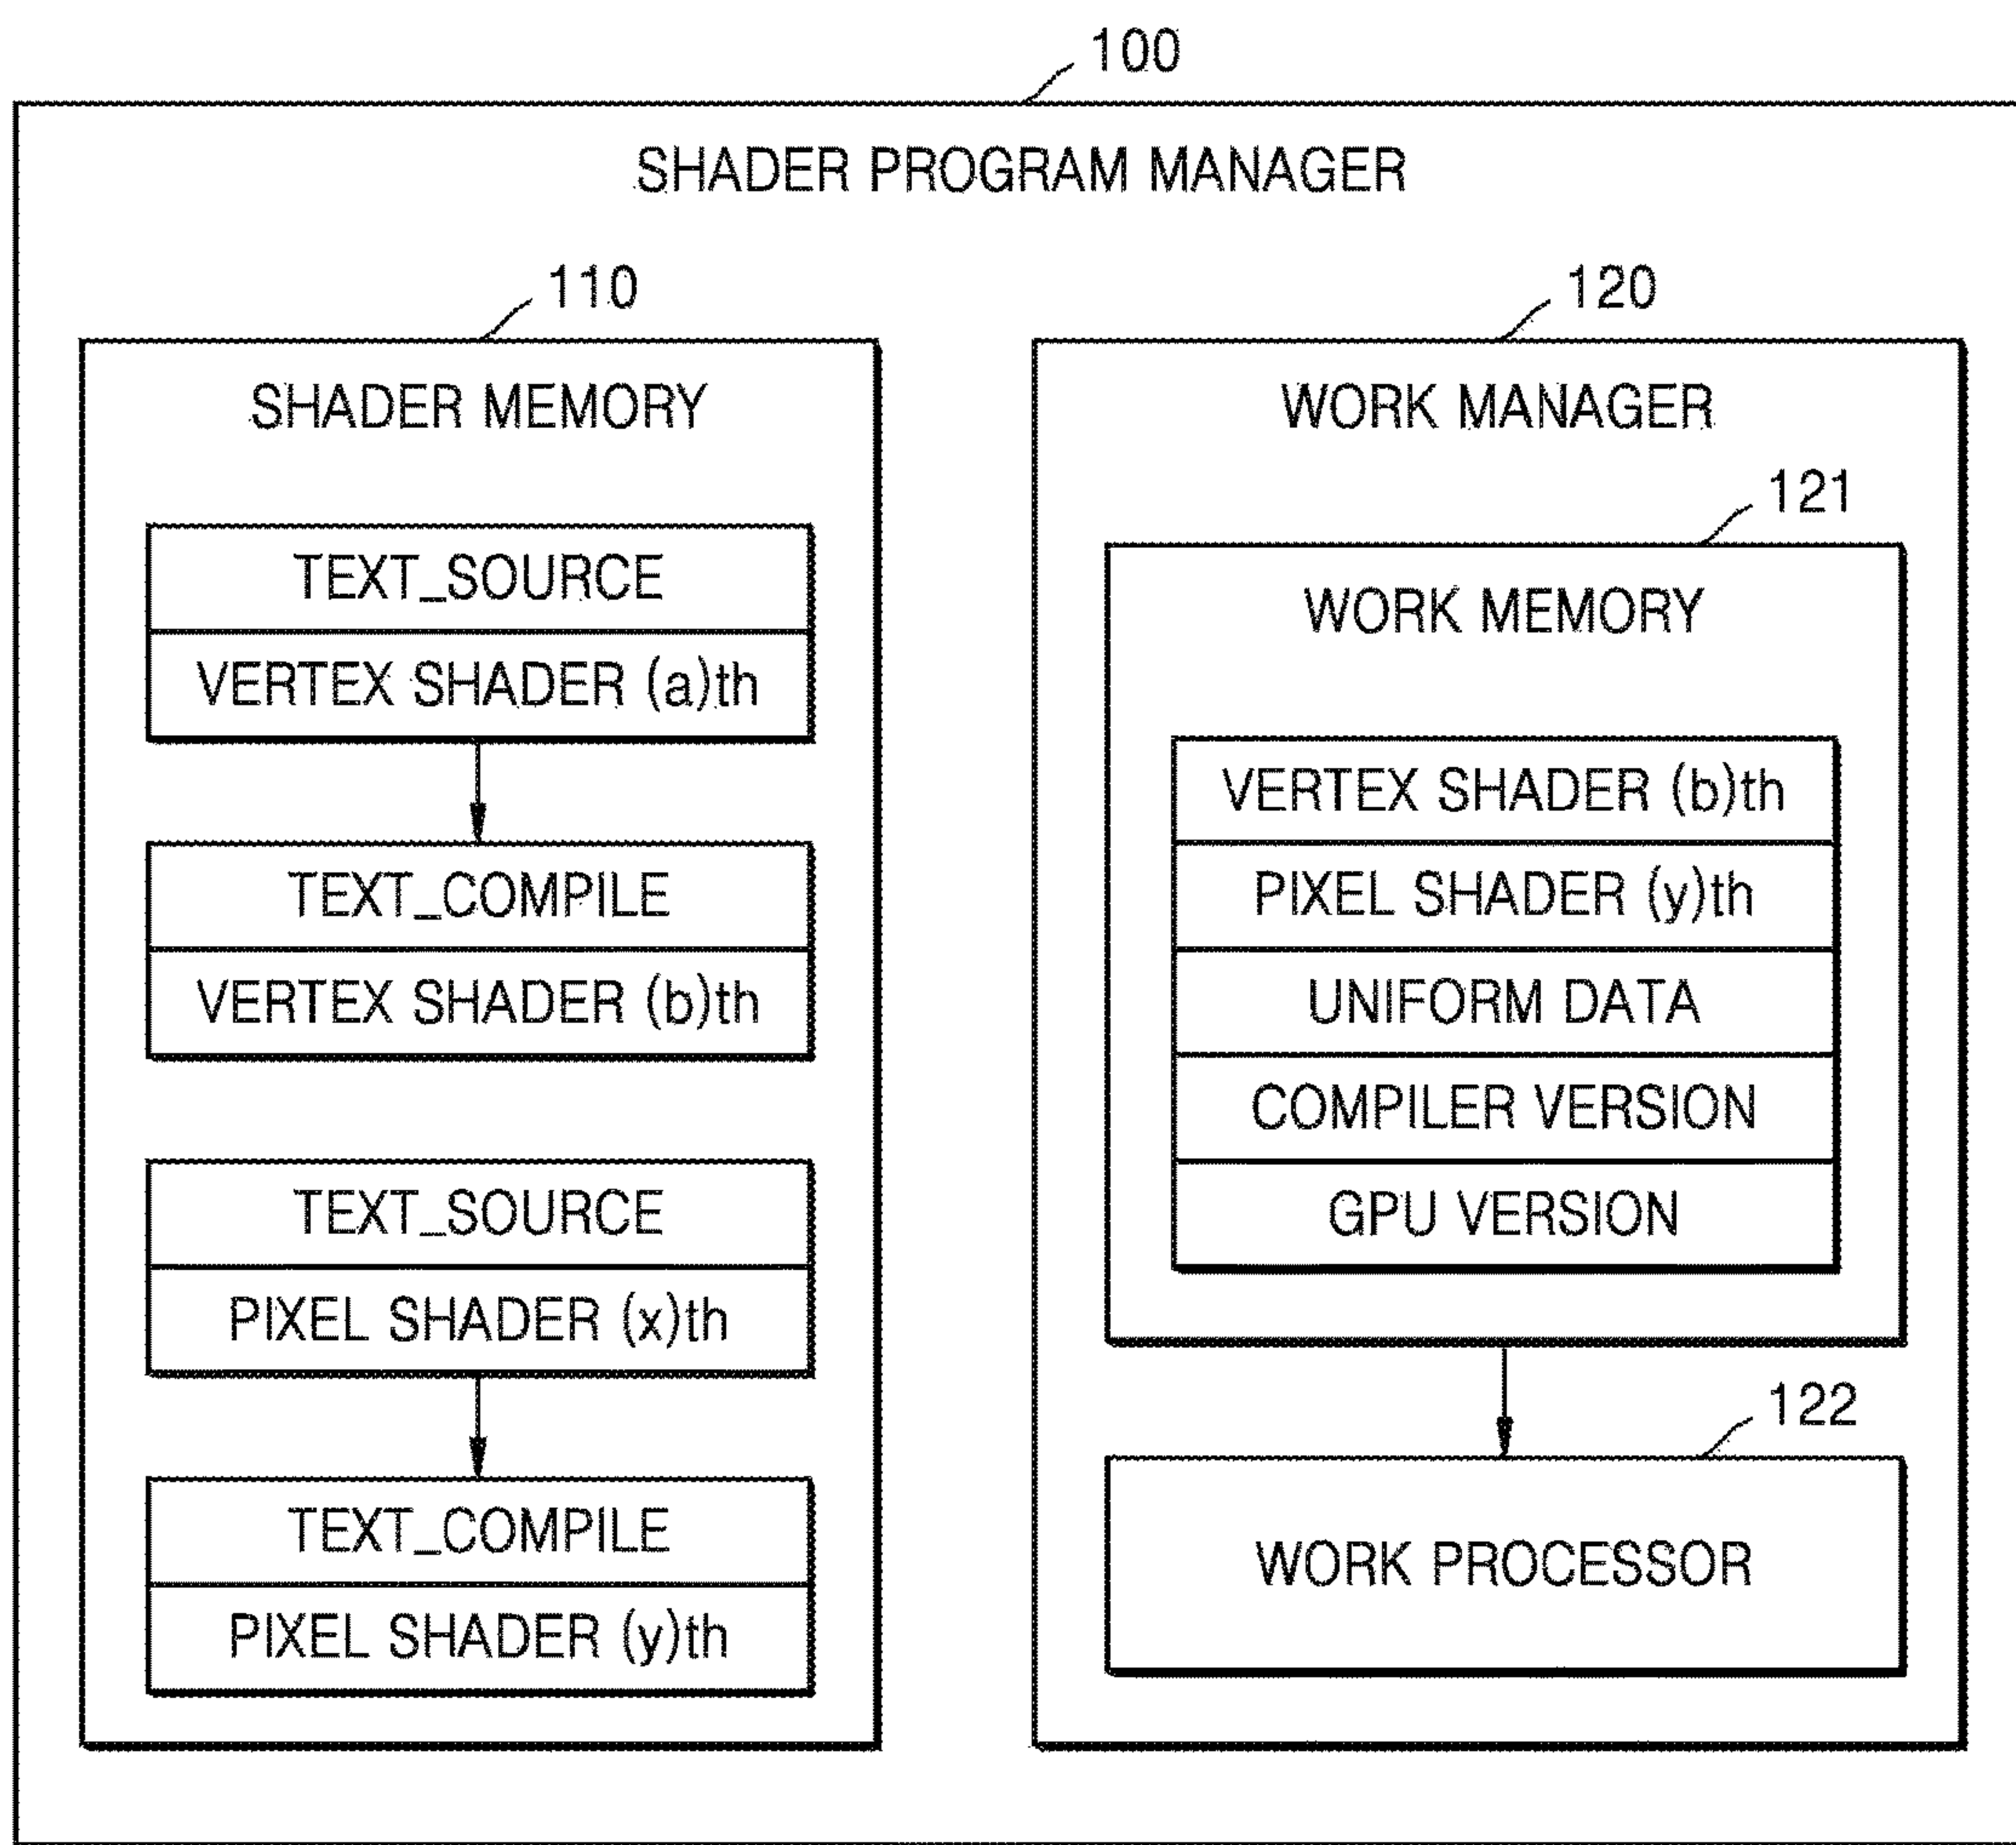 100
SHADER PROGRAM MANAGER
110
SHADER MEMORY
TEXT_SOURCE
VERTEX SHADER (a)th
TEXT_COMPILE
VERTEX SHADER (b)th
TEXT_SOURCE
PIXEL SHADER (x)th
TEXT_COMPILE
PIXEL SHADER (y)th
120
WORK MANAGER
121
WORK MEMORY
VERTEX SHADER (b)th
PIXEL SHADER (y)th
UNIFORM DATA
COMPILER VERSION
GPU VERSION
122
WORK PROCESSOR